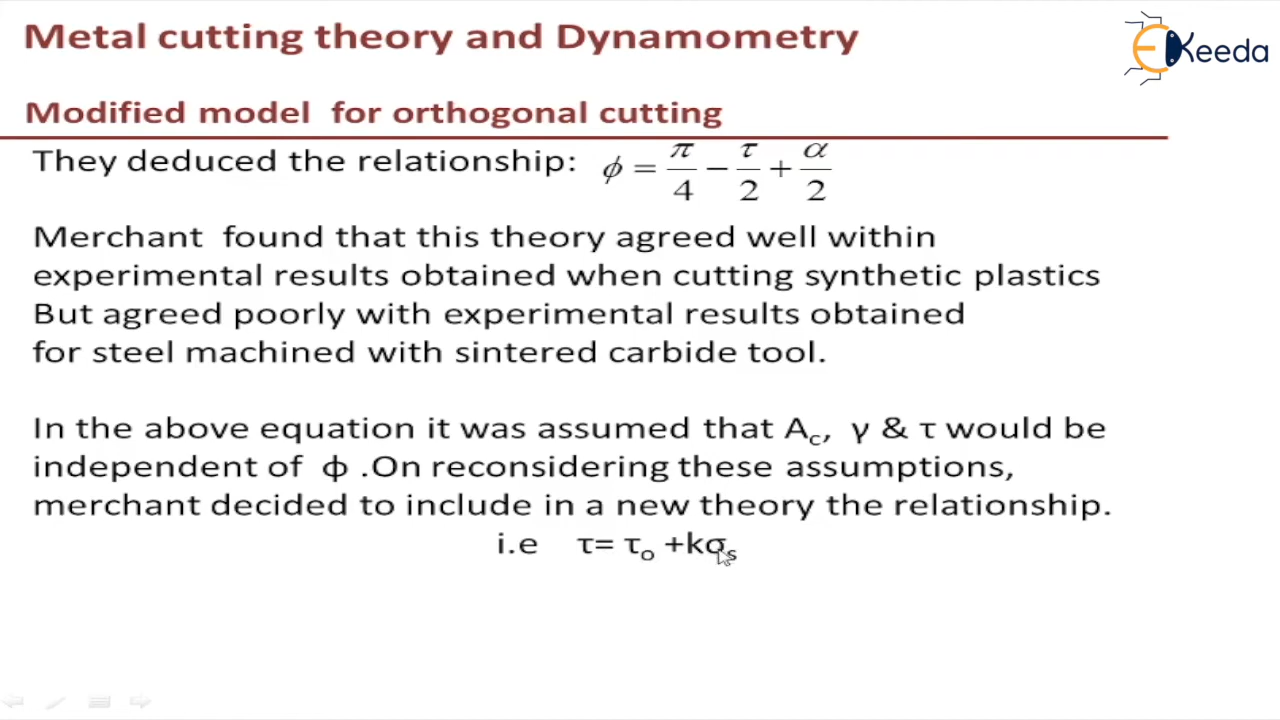 Metal cutting theory and Dynamometry
EKeeda
Modified model for orthogonal cutting
They deduced the relationship: ϕ = π/4 − τ/2 + α/2
Merchant found that this theory agreed well within
experimental results obtained when cutting synthetic plastics
But agreed poorly with experimental results obtained
for steel machined with sintered carbide tool.
In the above equation it was assumed that Ac, γ & τ would be
independent of ϕ .On reconsidering these assumptions,
merchant decided to include in a new theory the relationship.
i.e τ= τo +kσs